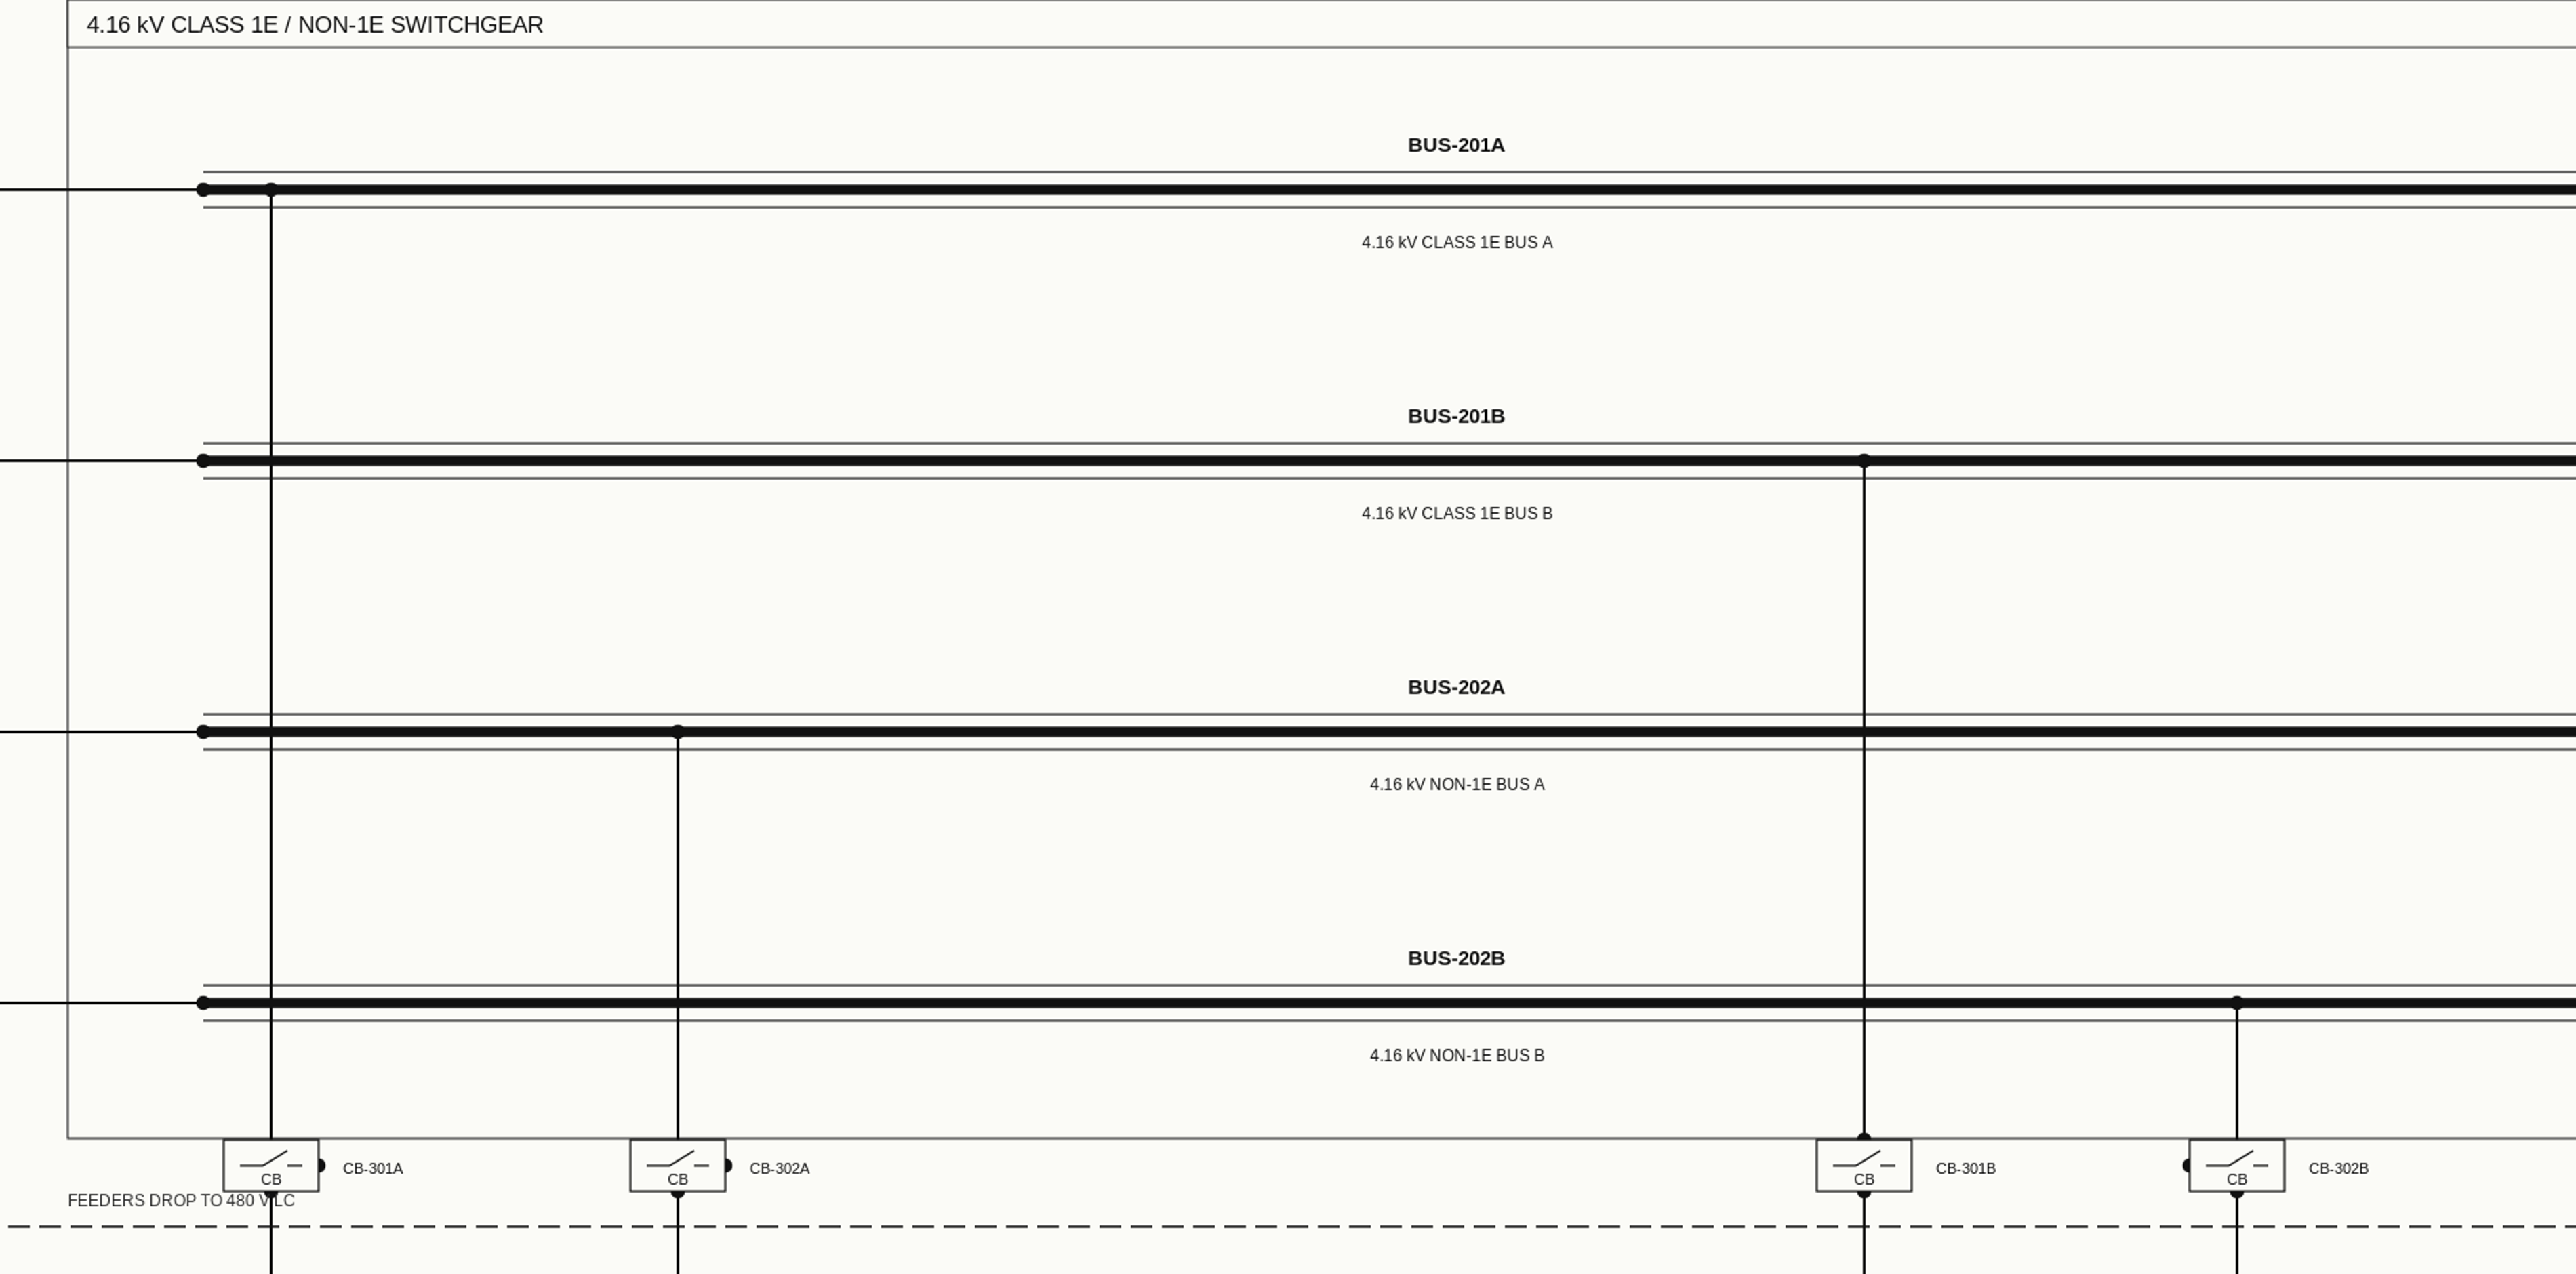 4.16 kV CLASS 1E / NON-1E SWITCHGEAR
BUS-201A
4.16 kV CLASS 1E BUS A
BUS-201B
4.16 kV CLASS 1E BUS B
BUS-202A
4.16 kV NON-1E BUS A
BUS-202B
4.16 kV NON-1E BUS B
CB
CB-301A
CB
CB-302A
CB
CB-301B
CB
CB-302B
FEEDERS DROP TO 480 V LC